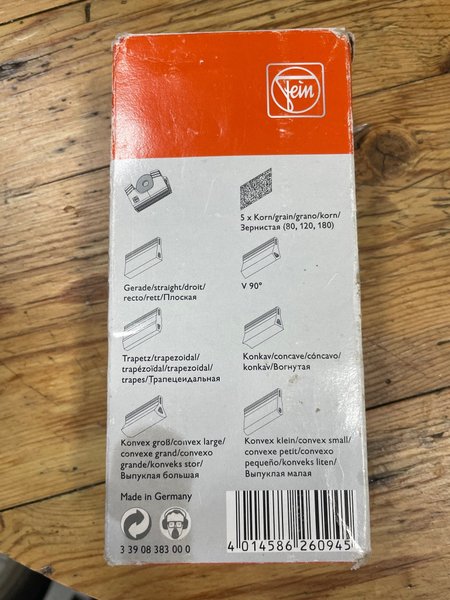 Fein
5 x Korn/grain/grano/korn/
Зернистая (80, 120, 180)
Gerade/straight/droit/
recto/rett/Плоская
V 90°
Trapetz/trapezoidal/
trapézoïdal/trapezoidal/
trapes/Трапецеидальная
Konkav/concave/cóncavo/
konkav/Вогнутая
Konvex groß/convex large/
convexe grand/convexo
grande/konveks stor/
Выпуклая большая
Konvex klein/convex small/
convexe petit/convexo
pequeño/konveks liten/
Выпуклая малая
Made in Germany
3 39 08 383 00 0
4 014586 260945